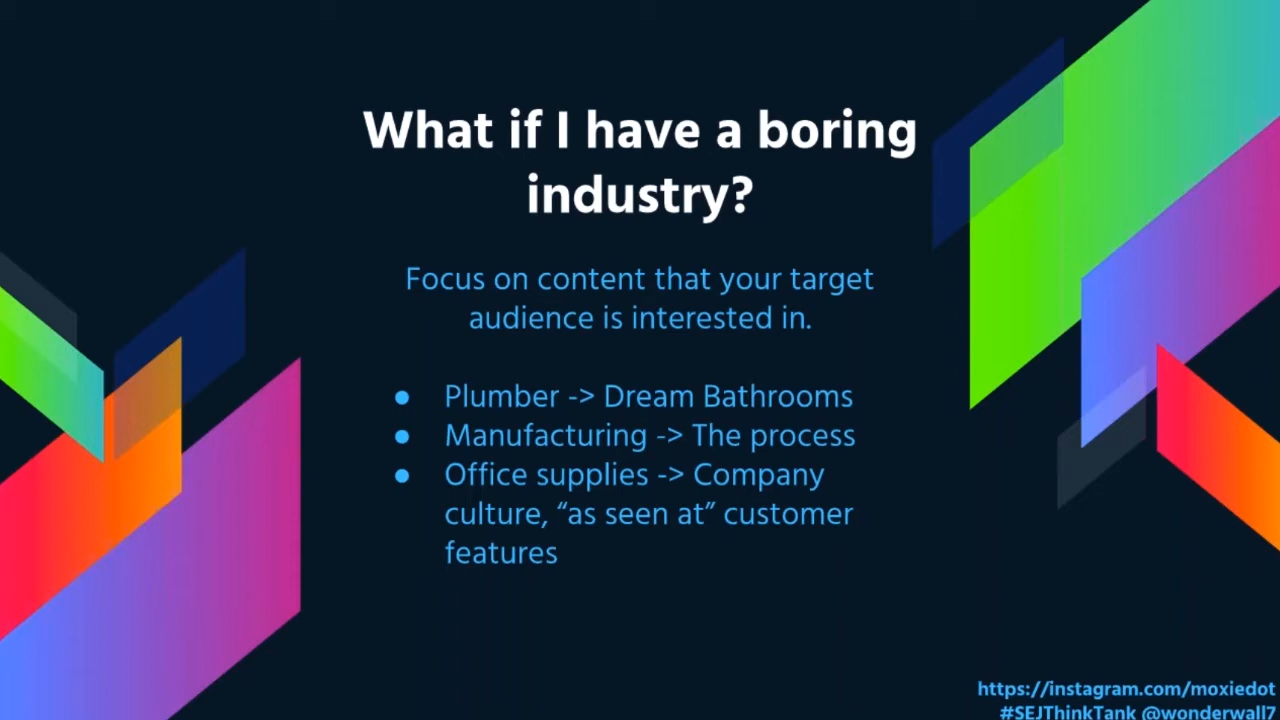 What if I have a boring
industry?
Focus on content that your target
audience is interested in.
● Plumber -> Dream Bathrooms
● Manufacturing -> The process
● Office supplies -> Company
culture, “as seen at” customer
features
https://instagram.com/moxiedot
#SEJThinkTank @wonderwall7